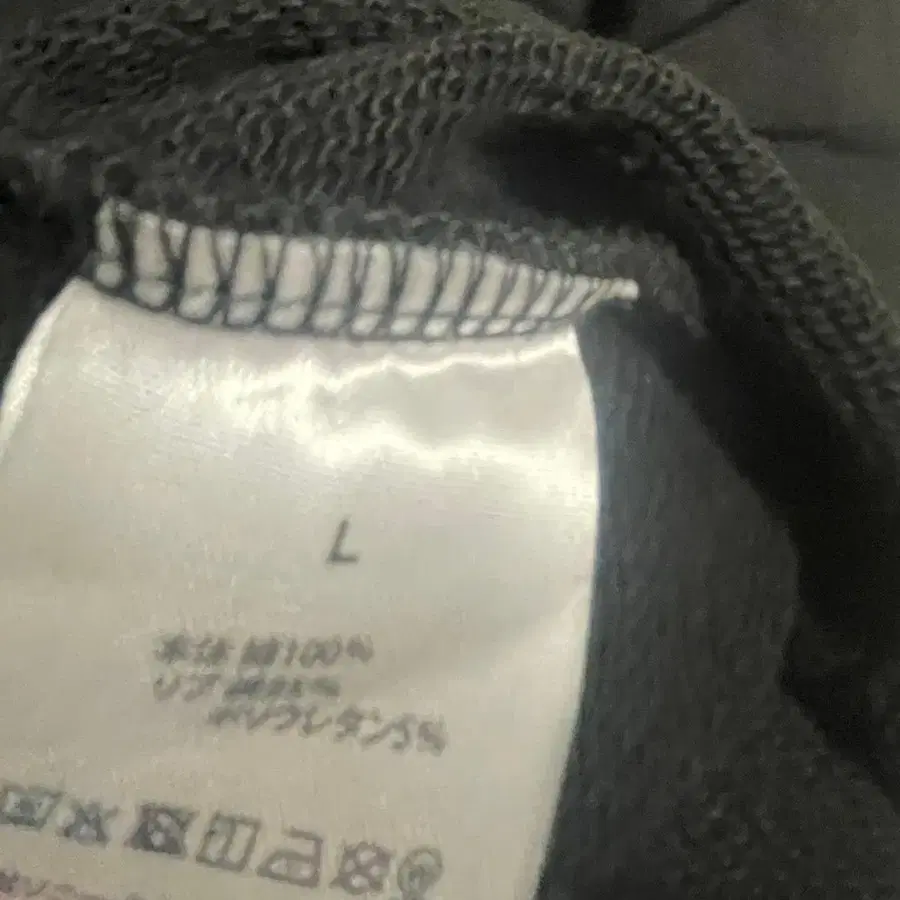 L
本体 綿100%
リブ 綿95%
ポリウレタン5%